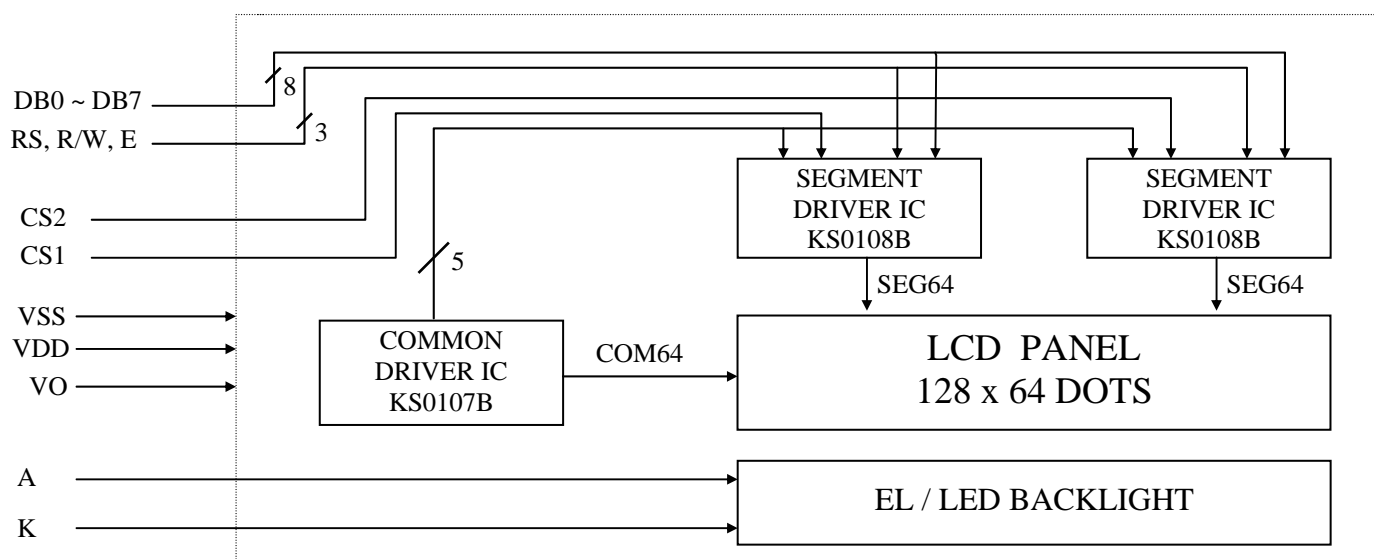 8
DB0 ~ DB7
3
RS, R/W, E
SEGMENT
DRIVER IC
KS0108B
SEGMENT
DRIVER IC
KS0108B
CS2
CS1
5
SEG64
SEG64
VSS
VDD
VO
COMMON
DRIVER IC
KS0107B
COM64
LCD PANEL
128 x 64 DOTS
A
K
EL / LED BACKLIGHT